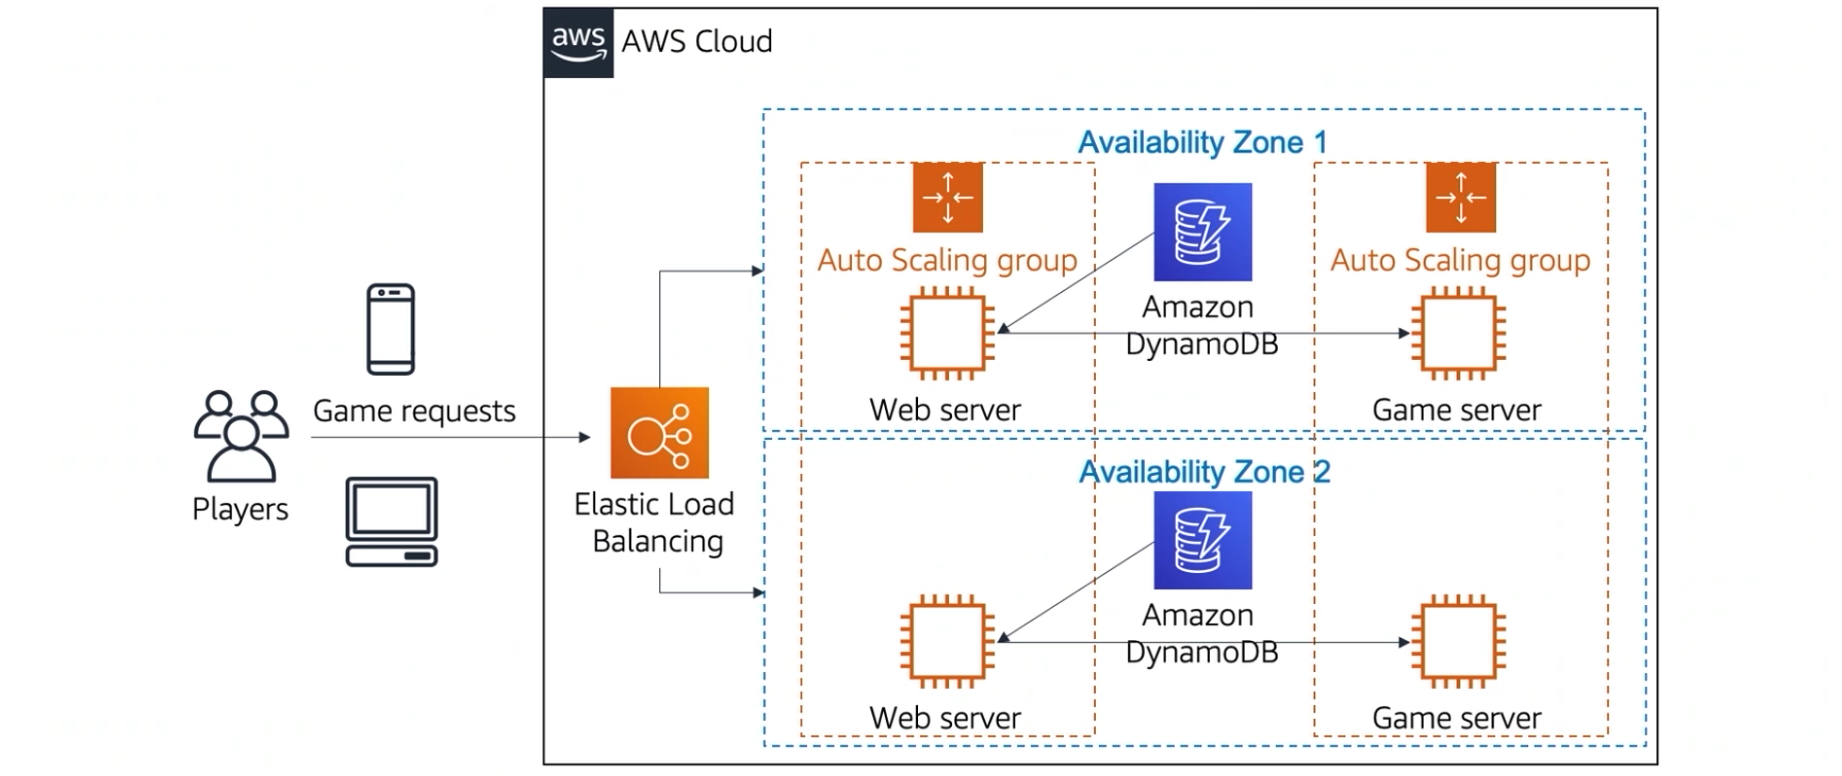 aws AWS Cloud
Availability Zone 1
Auto Scaling group
Auto Scaling group
Amazon
DynamoDB
Web server
Game server
Game requests
Players
Elastic Load
Balancing
Availability Zone 2
Amazon
DynamoDB
Web server
Game server